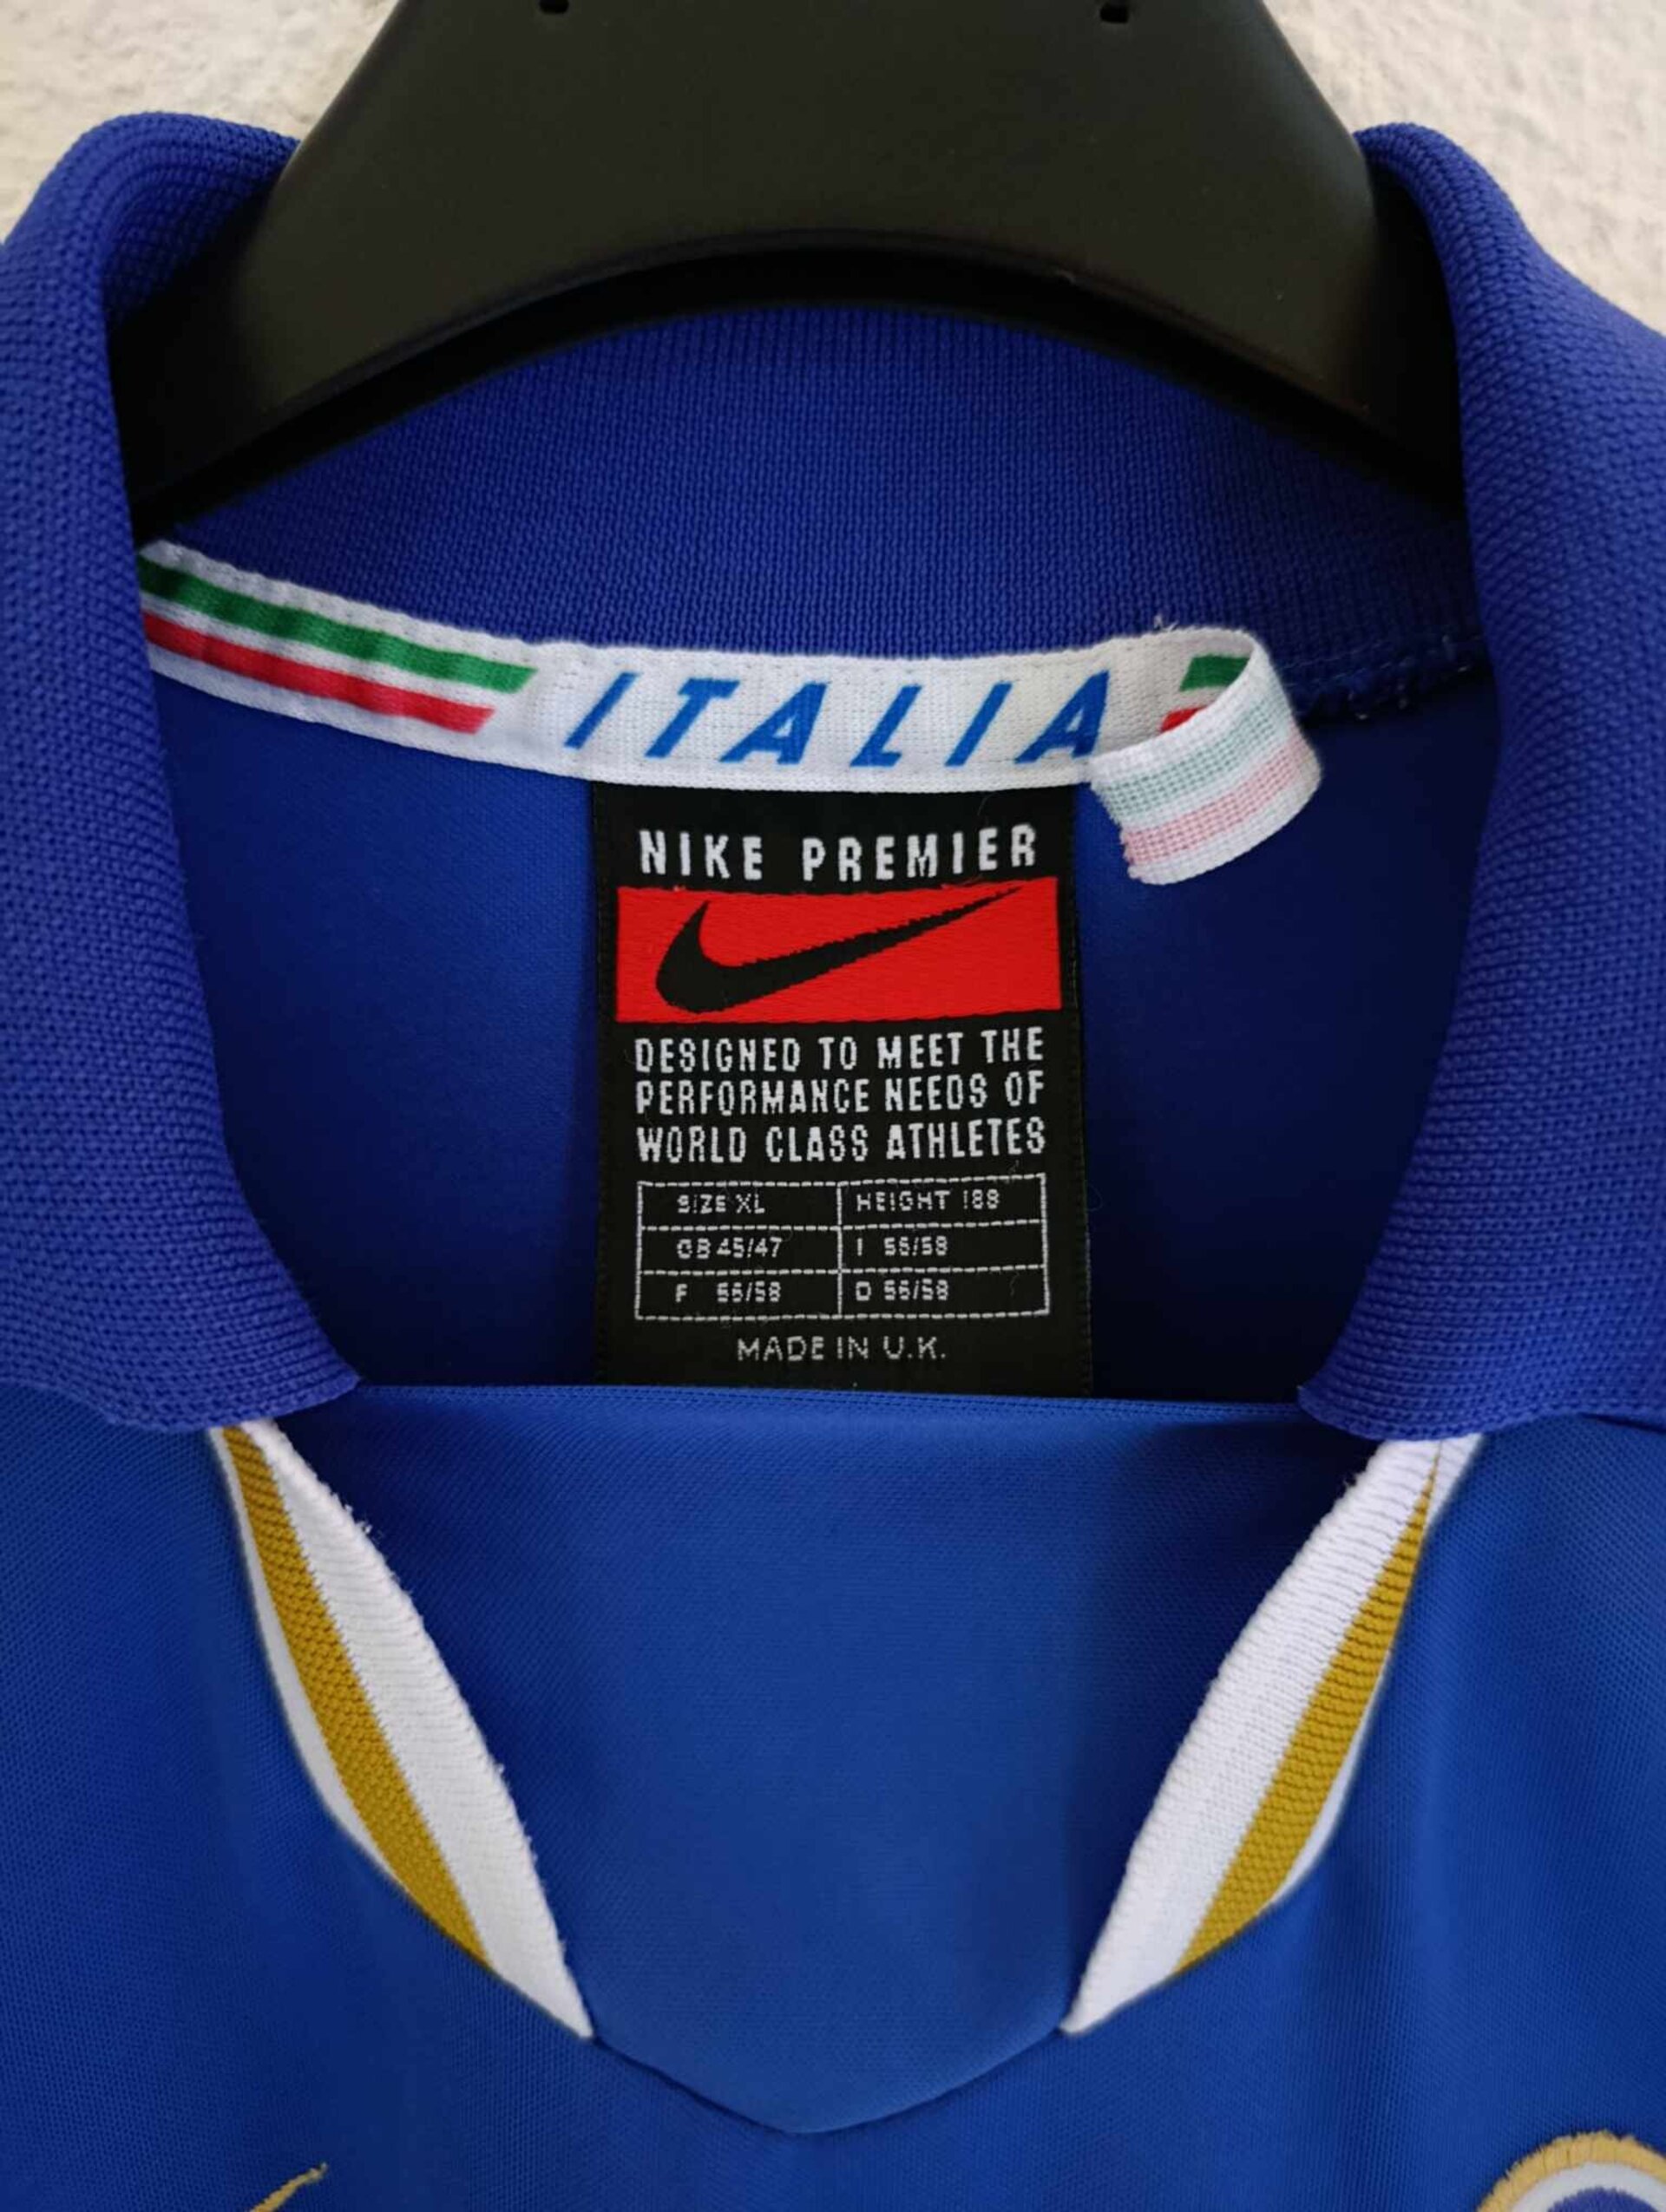 ITALIA
NIKE PREMIER
DESIGNED TO MEET THE
PERFORMANCE NEEDS OF
WORLD CLASS ATHLETES
SIZE XL HEIGHT 188
GB 45/47 I 56/58
F 56/58 D 56/58
MADE IN U.K.